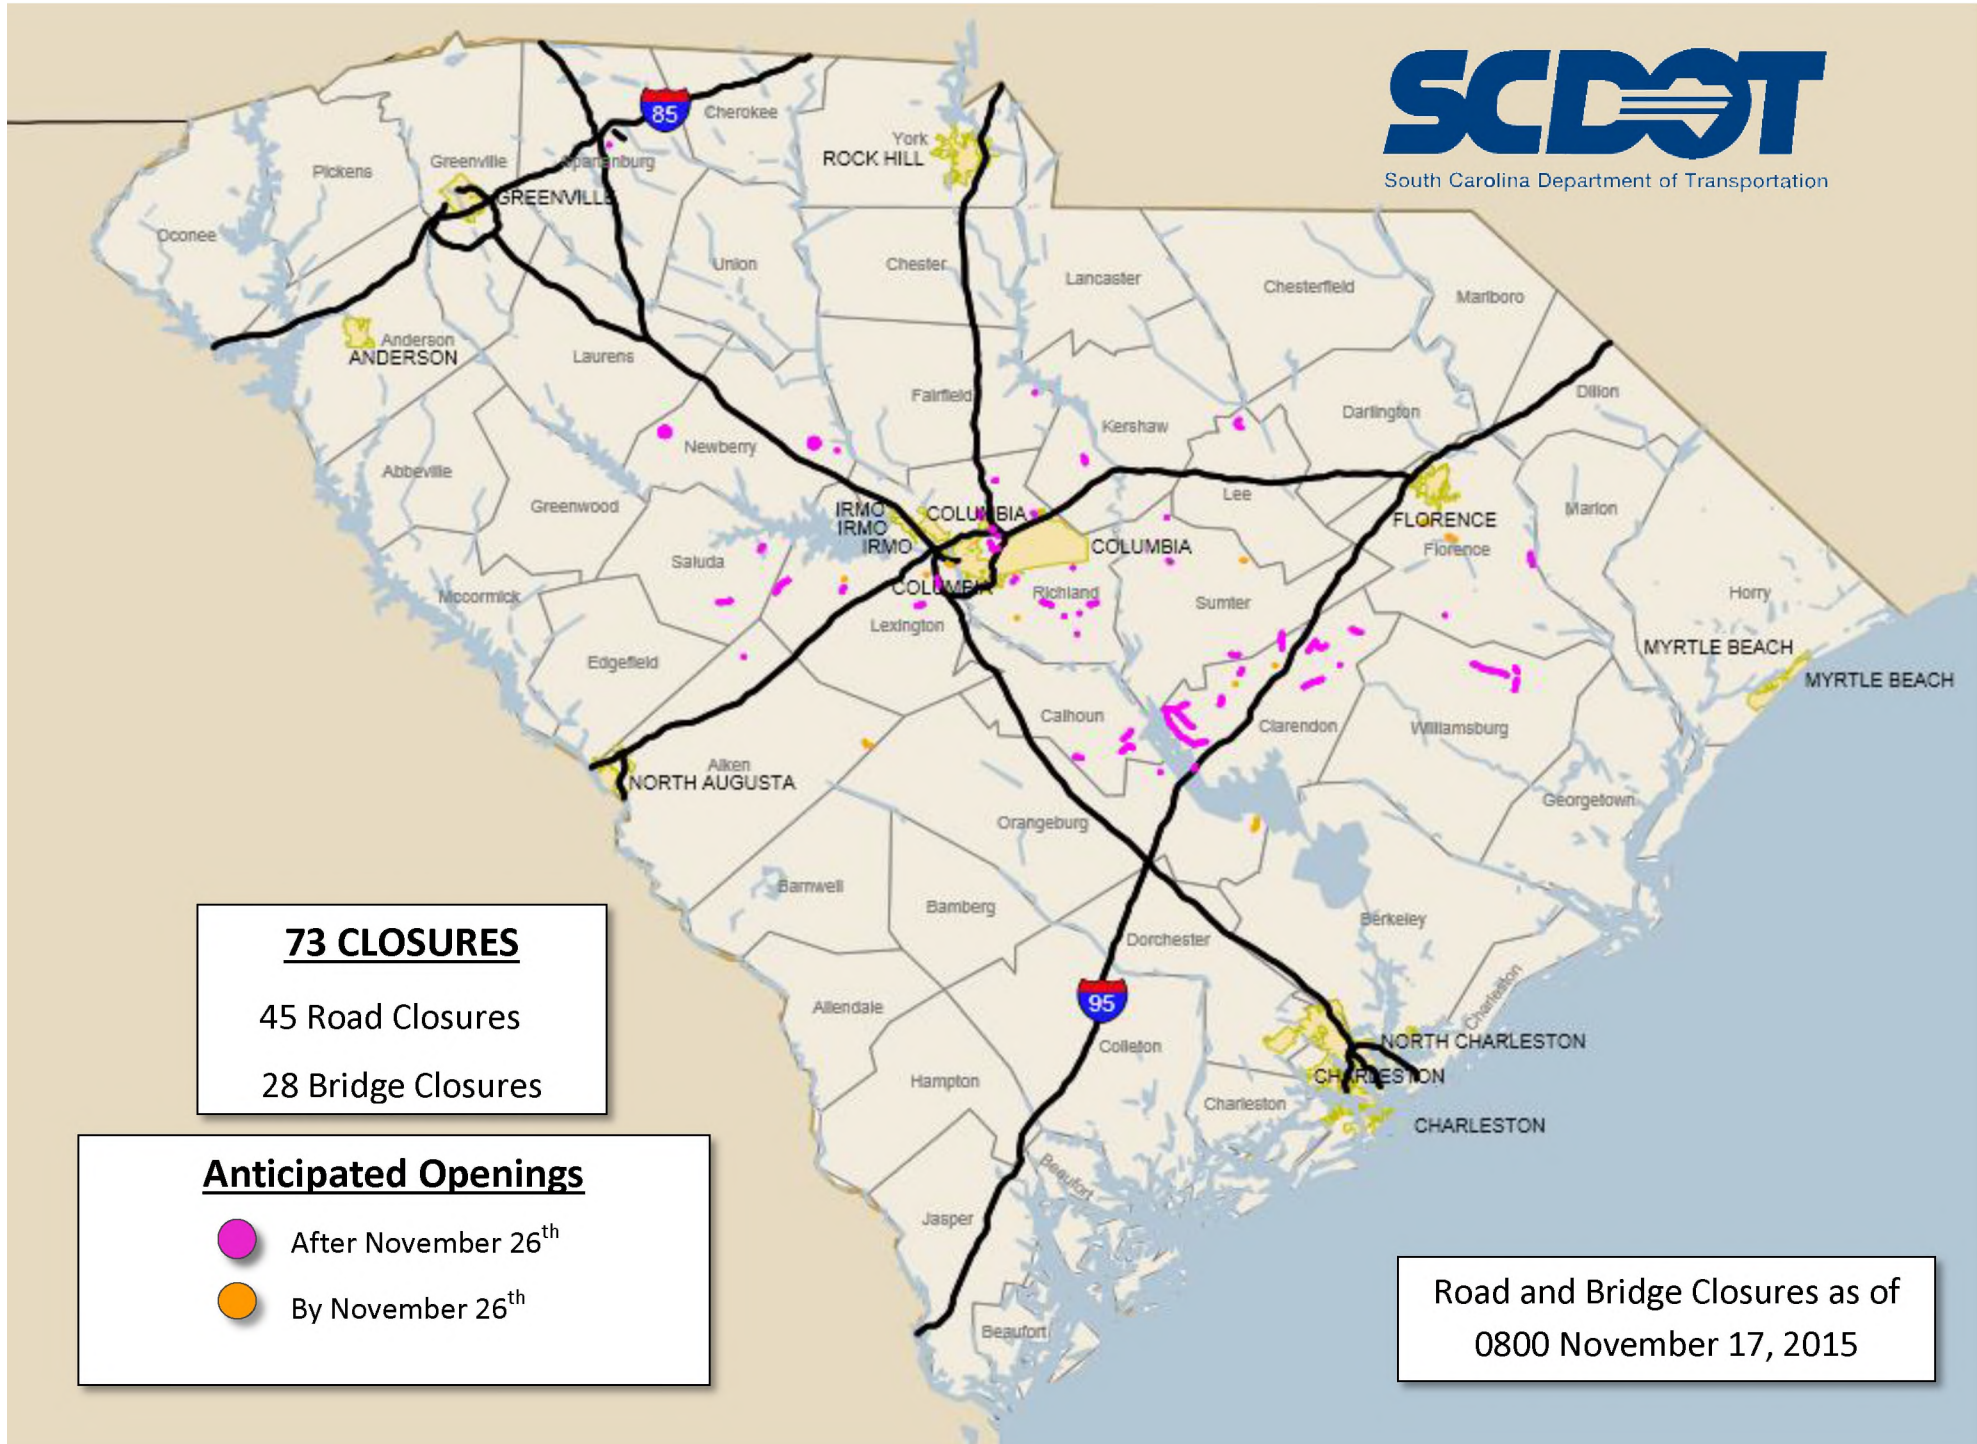 SCDOT
South Carolina Department of Transportation
85
Cherokee
York
ROCK HILL
Pickens
Greenville
Spartanburg
GREENVILLE
Oconee
Union
Chester
Lancaster
Chesterfield
Marlboro
Anderson
ANDERSON
Laurens
Fairfield
Dillon
Darlington
Kershaw
Newberry
Abbeville
Greenwood
Lee
Marion
IRMO
IRMO
IRMO
COLUMBIA
COLUMBIA
COLUMBIA
FLORENCE
Florence
Saluda
Mccormick
Richland
Sumter
Horry
Lexington
MYRTLE BEACH
MYRTLE BEACH
Edgefield
Calhoun
Clarendon
Williamsburg
Aiken
NORTH AUGUSTA
Georgetown
Orangeburg
Barnwell
Bamberg
Berkeley
Dorchester
Charleston
Allendale
95
Colleton
NORTH CHARLESTON
CHARLESTON
Hampton
Charleston
CHARLESTON
Beaufort
Jasper
Beaufort
73 CLOSURES
45 Road Closures
28 Bridge Closures
Anticipated Openings
After November 26th
By November 26th
Road and Bridge Closures as of
0800 November 17, 2015